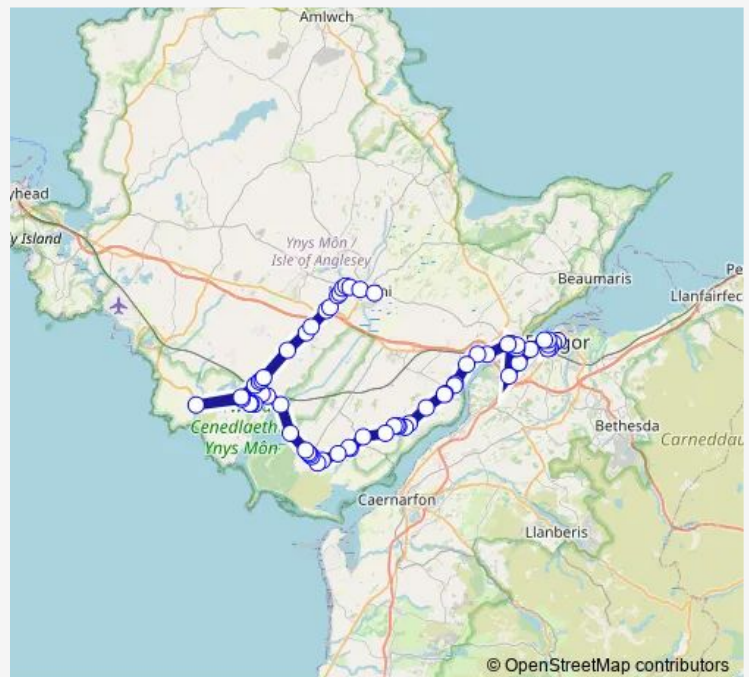 Amlwch
yhead
y Island
Ynys Môn /
Isle of Anglesey
Beaumaris
Pe
Llanfairfec
Cenedlaeth
Ynys Môn
Bethesda
Carneddau
Caernarfon
Llanberis
© OpenStreetMap contributors